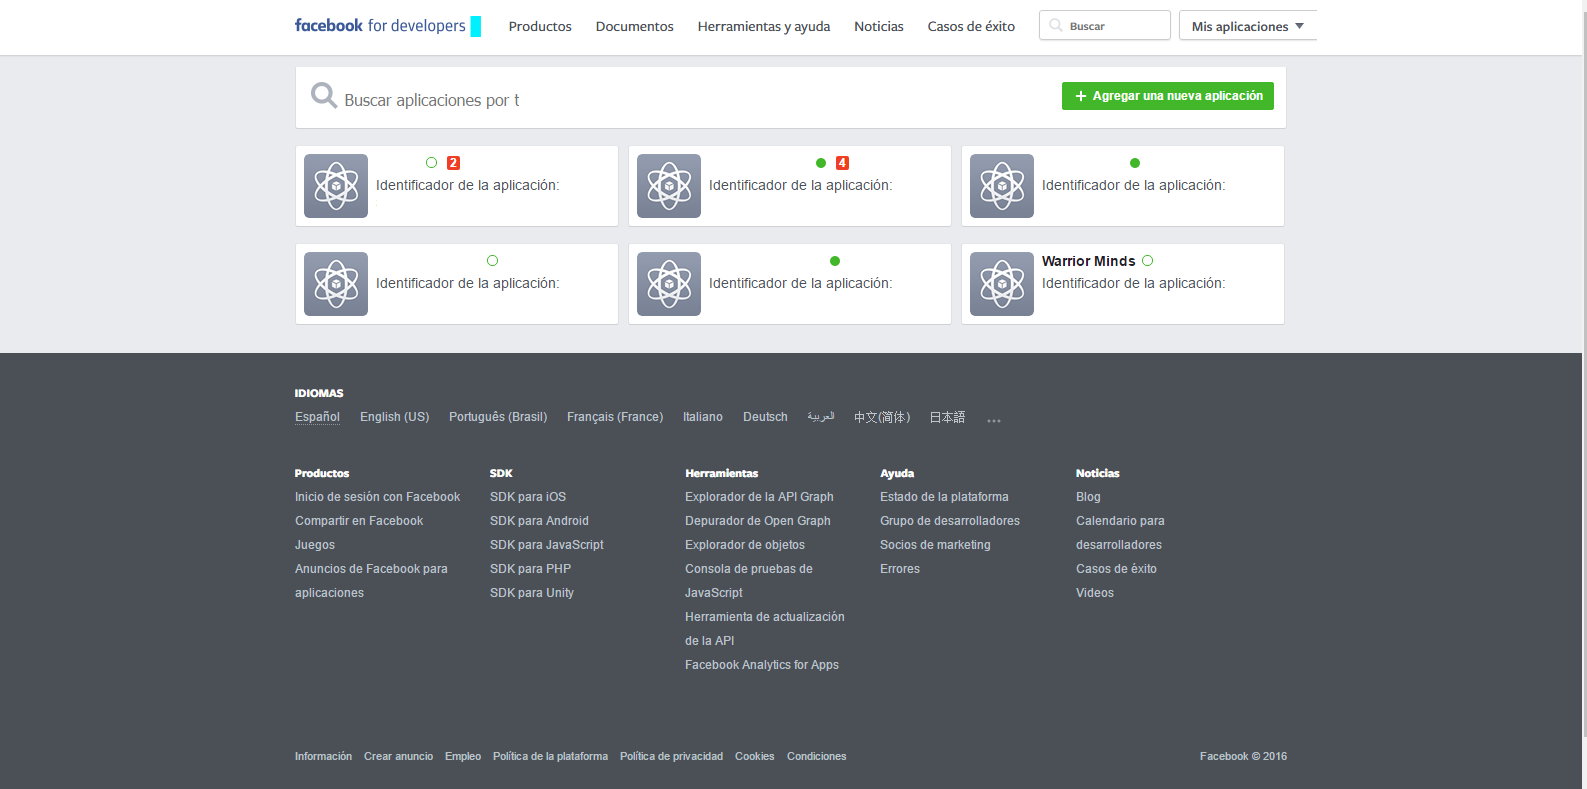 facebook for developers
Productos Documentos Herramientas y ayuda Noticias Casos de éxito Buscar Mis aplicaciones
Buscar aplicaciones por t
+ Agregar una nueva aplicación
2
Identificador de la aplicación:
4
Identificador de la aplicación:
Identificador de la aplicación:
Identificador de la aplicación:
Identificador de la aplicación:
Warrior Minds
Identificador de la aplicación:
IDIOMAS
Español English (US) Português (Brasil) Français (France) Italiano Deutsch العربية 中文(简体) 日本語 ...
Productos
Inicio de sesión con Facebook
Compartir en Facebook
Juegos
Anuncios de Facebook para
aplicaciones
SDK
SDK para iOS
SDK para Android
SDK para JavaScript
SDK para PHP
SDK para Unity
Herramientas
Explorador de la API Graph
Depurador de Open Graph
Explorador de objetos
Consola de pruebas de
JavaScript
Herramienta de actualización
de la API
Facebook Analytics for Apps
Ayuda
Estado de la plataforma
Grupo de desarrolladores
Socios de marketing
Errores
Noticias
Blog
Calendario para
desarrolladores
Casos de éxito
Videos
Información Crear anuncio Empleo Política de la plataforma Política de privacidad Cookies Condiciones
Facebook © 2016